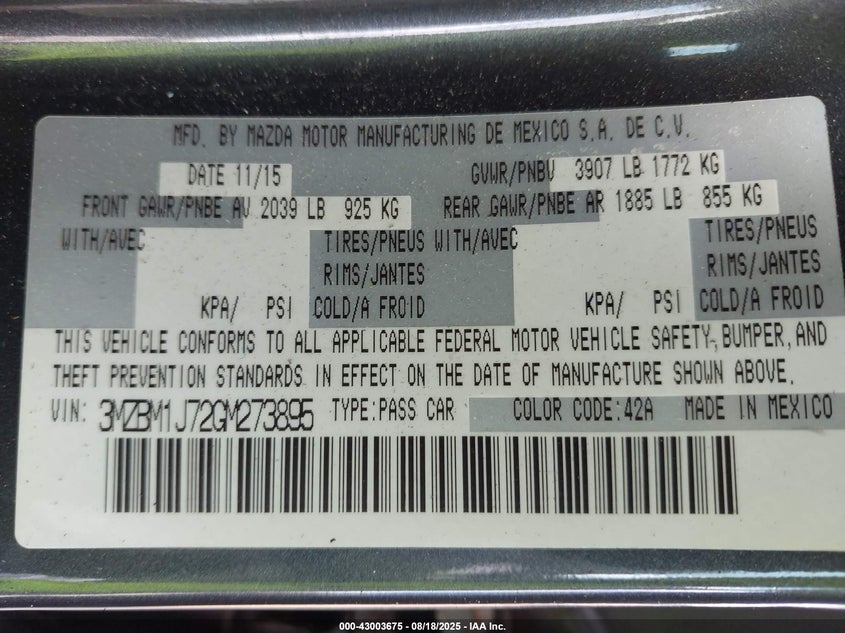 MFD. BY MAZDA MOTOR MANUFACTURING DE MEXICO S.A. DE C.V.
DATE 11/15 GVWR/PNBV 3907 LB 1772 KG
FRONT GAWR/PNBE AV 2039 LB 925 KG REAR GAWR/PNBE AR 1885 LB 855 KG
WITH/AVEC TIRES/PNEUS WITH/AVEC TIRES/PNEUS
RIMS/JANTES RIMS/JANTES
KPA/ PSI COLD/A FROID KPA/ PSI COLD/A FROID
THIS VEHICLE CONFORMS TO ALL APPLICABLE FEDERAL MOTOR VEHICLE SAFETY, BUMPER, AND
THEFT PREVENTION STANDARDS IN EFFECT ON THE DATE OF MANUFACTURE SHOWN ABOVE.
VIN: 3MZBM1J72GM273895 TYPE:PASS CAR COLOR CODE:42A MADE IN MEXICO
000-43003675 - 08/18/2025 - IAA Inc.